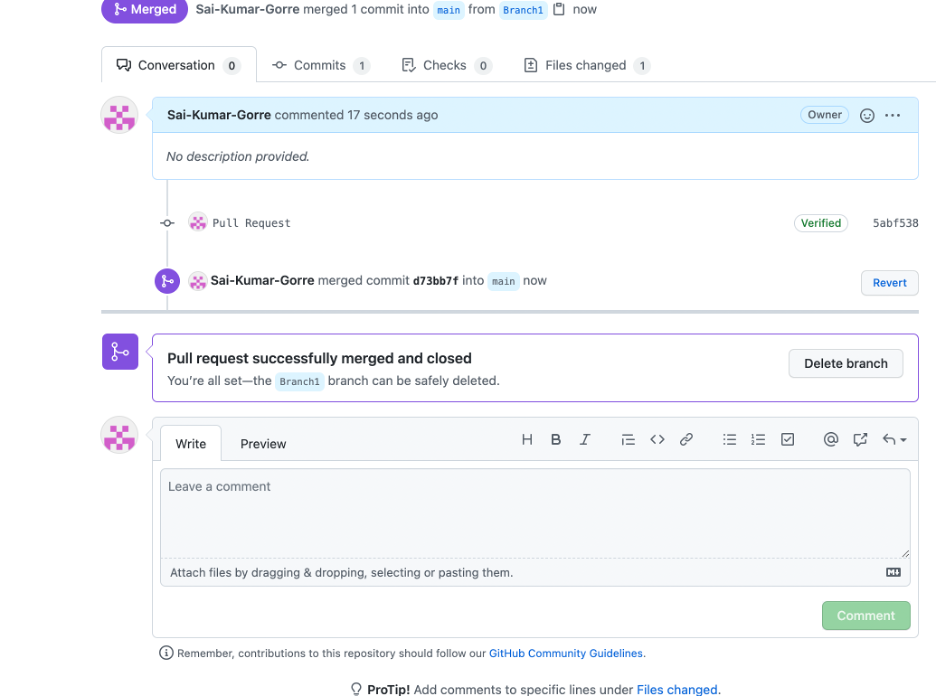 Merged Sai-Kumar-Gorre merged 1 commit into main from Branch1 now
Conversation 0 Commits 1 Checks 0 Files changed 1
Sai-Kumar-Gorre commented 17 seconds ago Owner
No description provided.
Pull Request Verified 5abf538
Sai-Kumar-Gorre merged commit d73bb7f into main now Revert
Pull request successfully merged and closed
You're all set—the Branch1 branch can be safely deleted.
Delete branch
Write Preview
Leave a comment
Attach files by dragging & dropping, selecting or pasting them.
Comment
Remember, contributions to this repository should follow our GitHub Community Guidelines.
ProTip! Add comments to specific lines under Files changed.